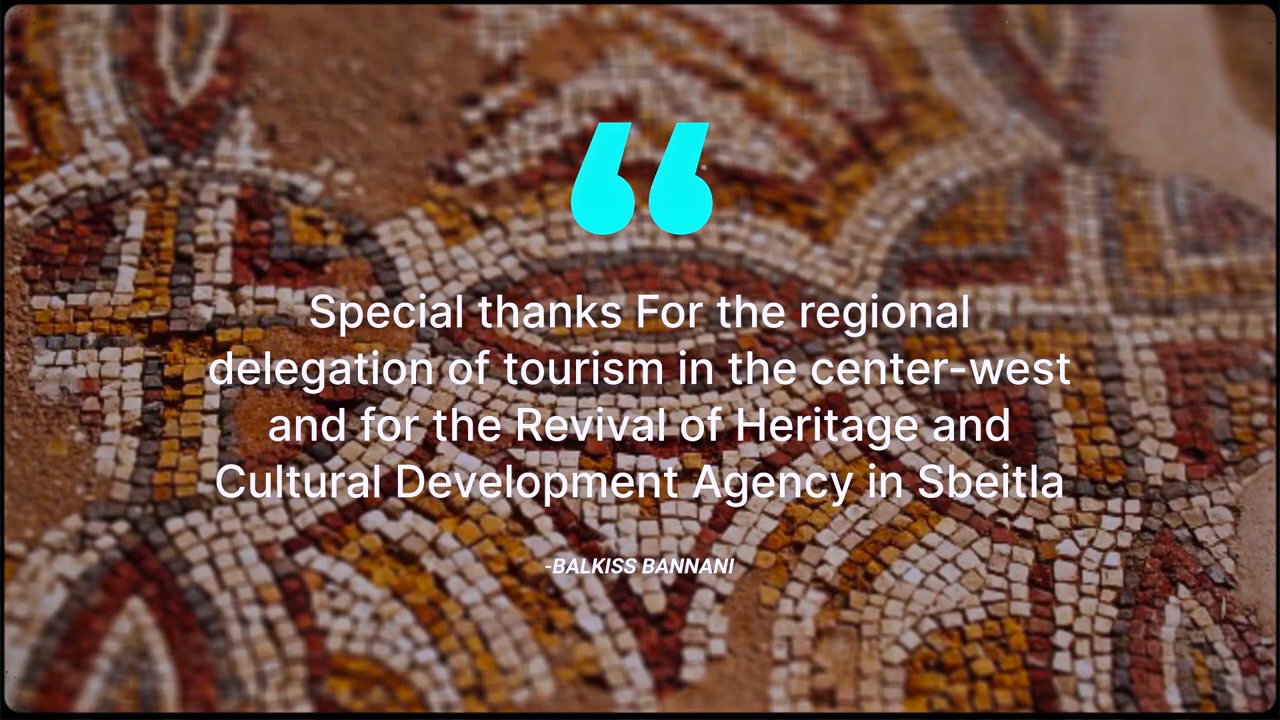 “
Special thanks For the regional
delegation of tourism in the center-west
and for the Revival of Heritage and
Cultural Development Agency in Sbeitla
-BALKISS BANNANI